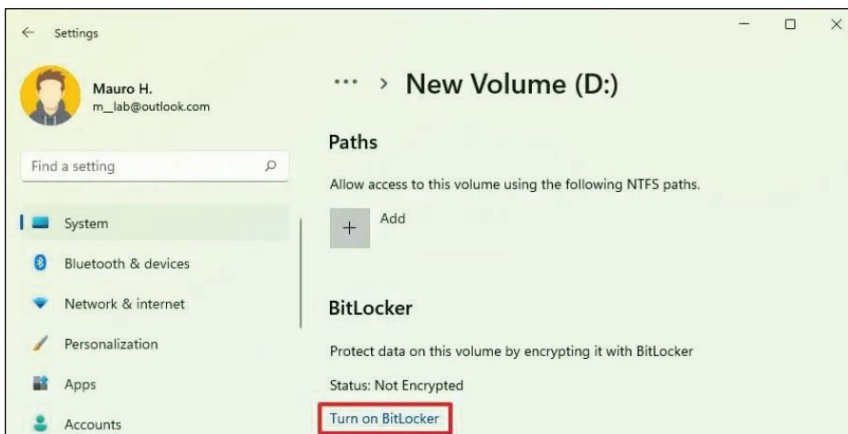 Settings
Mauro H.
m__lab@outlook.com
Find a setting
System
Bluetooth & devices
Network & internet
Personalization
Apps
Accounts
··· > New Volume (D:)
Paths
Allow access to this volume using the following NTFS paths.
Add
BitLocker
Protect data on this volume by encrypting it with BitLocker
Status: Not Encrypted
Turn on BitLocker